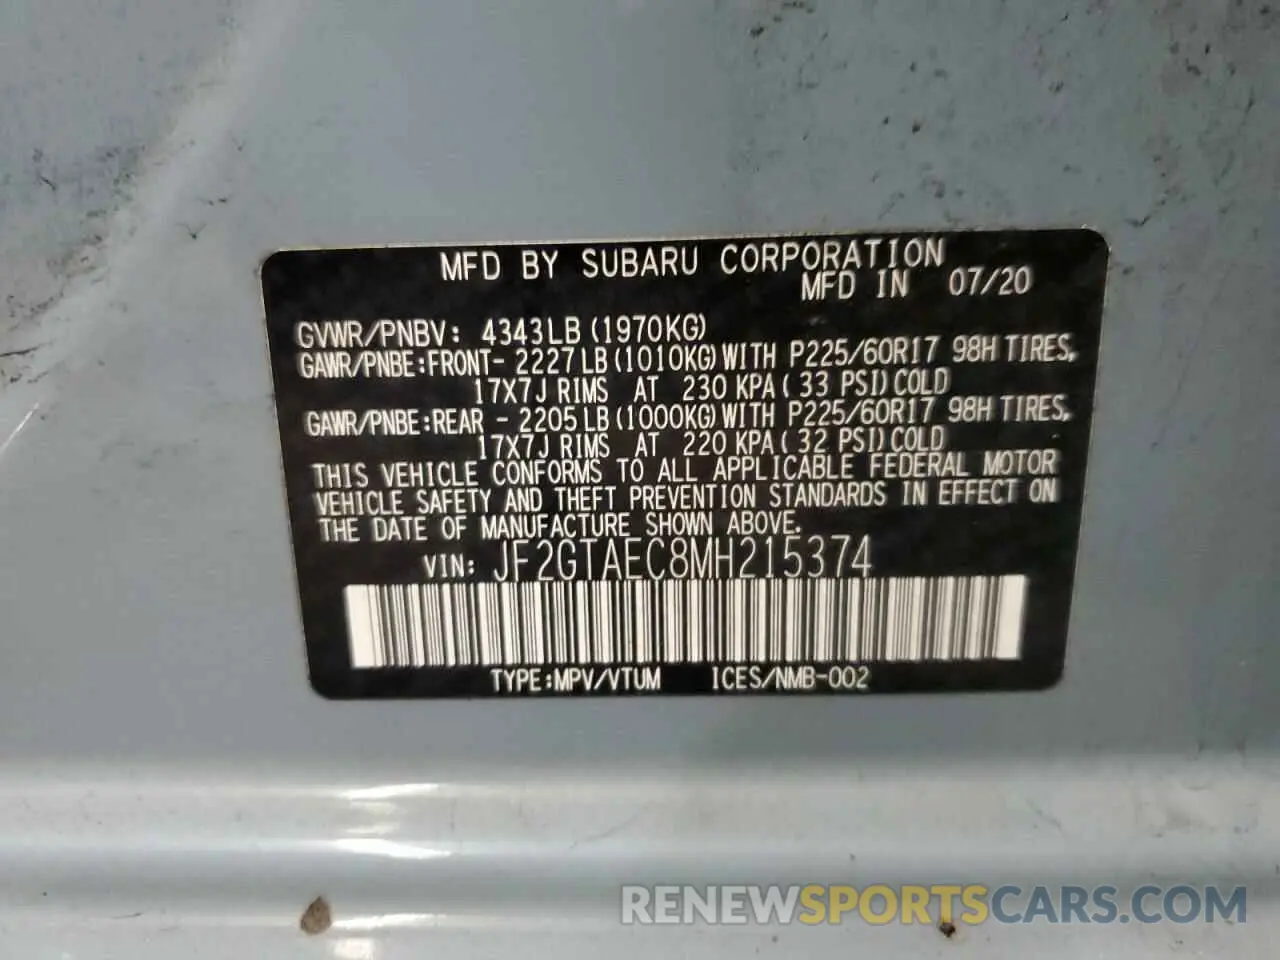 MFD BY SUBARU CORPORATION
MFD IN 07/20
GVWR/PNBV: 4343LB (1970KG)
GAWR/PNBE:FRONT- 2227 LB (1010KG) WITH P225/60R17 98H TIRES,
17X7J RIMS AT 230 KPA ( 33 PSI) COLD
GAWR/PNBE:REAR - 2205 LB (1000KG) WITH P225/60R17 98H TIRES,
17X7J RIMS AT 220 KPA ( 32 PSI) COLD
THIS VEHICLE CONFORMS TO ALL APPLICABLE FEDERAL MOTOR
VEHICLE SAFETY AND THEFT PREVENTION STANDARDS IN EFFECT ON
THE DATE OF MANUFACTURE SHOWN ABOVE.
VIN: JF2GTAEC8MH215374
TYPE:MPV/VTUM ICES/NMB-002
RENEWSPORTSCARS.COM